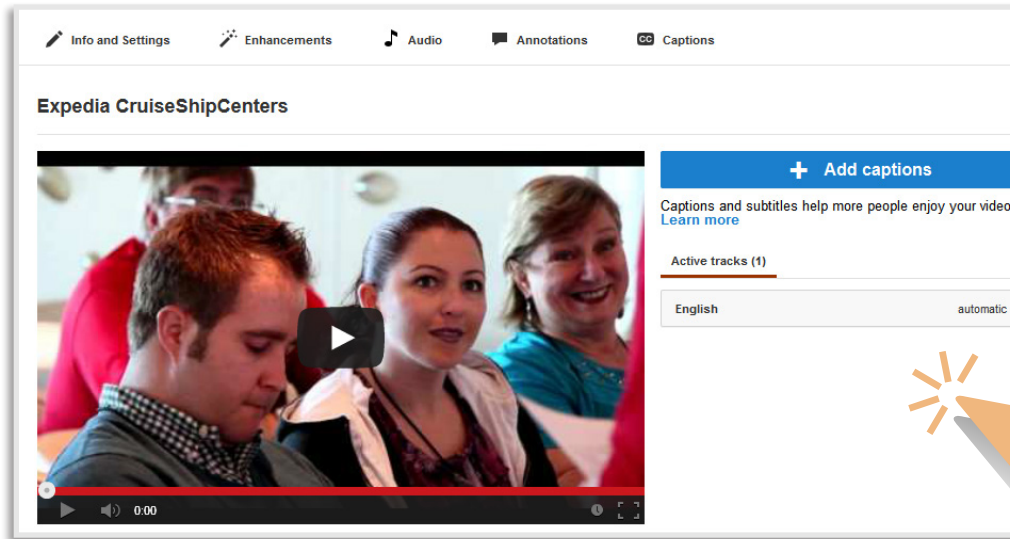 Info and Settings
Enhancements
Audio
Annotations
CC Captions
Expedia CruiseShipCenters
+ Add captions
Captions and subtitles help more people enjoy your video
Learn more
Active tracks (1)
English automatic
0:00